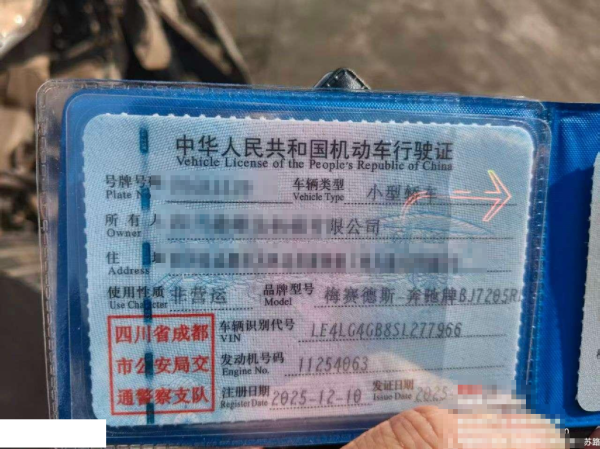 中华人民共和国机动车行驶证
Vehicle License of the People's Republic of China
号牌号码
Plate No.
车辆类型 小型轿车
Vehicle Type
所有人 有限公司
Owner
住 址
Address
使用性质 非营运
Use Character
品牌型号 梅赛德斯-奔驰牌BJ7205R
Model
四川省成都
市公安局交
通警察支队
车辆识别代号 LF4LG4GB8SL277966
VIN
发动机号码 11254063
Engine No.
注册日期 2025-12-10
Register Date
发证日期 2025-
Issue Date
苏路